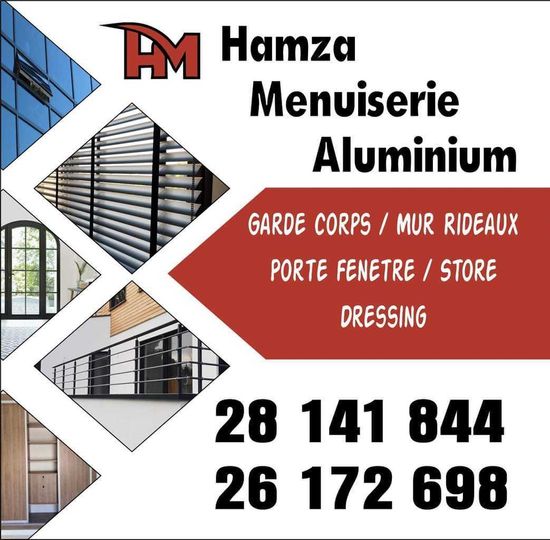 HM
Hamza
Menuiserie
Aluminium
GARDE CORPS / MUR RIDEAUX
PORTE FENETRE / STORE
DRESSING
28 141 844
26 172 698